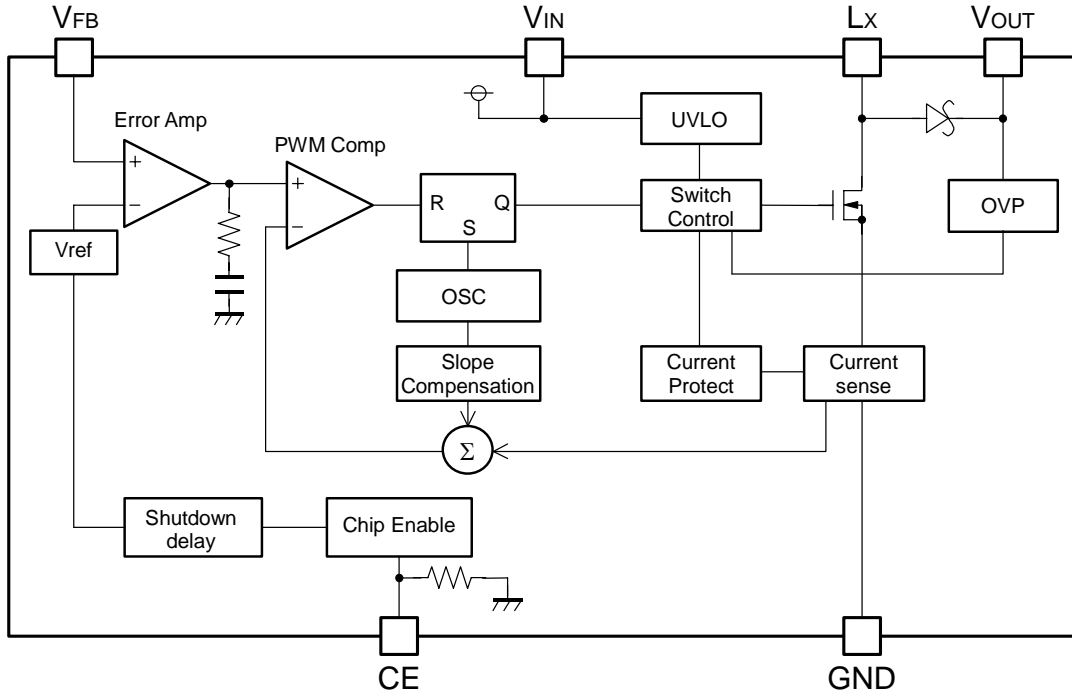 VFB
VIN
LX
VOUT
Error Amp
PWM Comp
UVLO
+
−
+
−
R
Q
S
Switch
Control
OVP
Vref
OSC
Slope
Compensation
Current
Protect
Current
sense
Σ
Shutdown
delay
Chip Enable
CE
GND